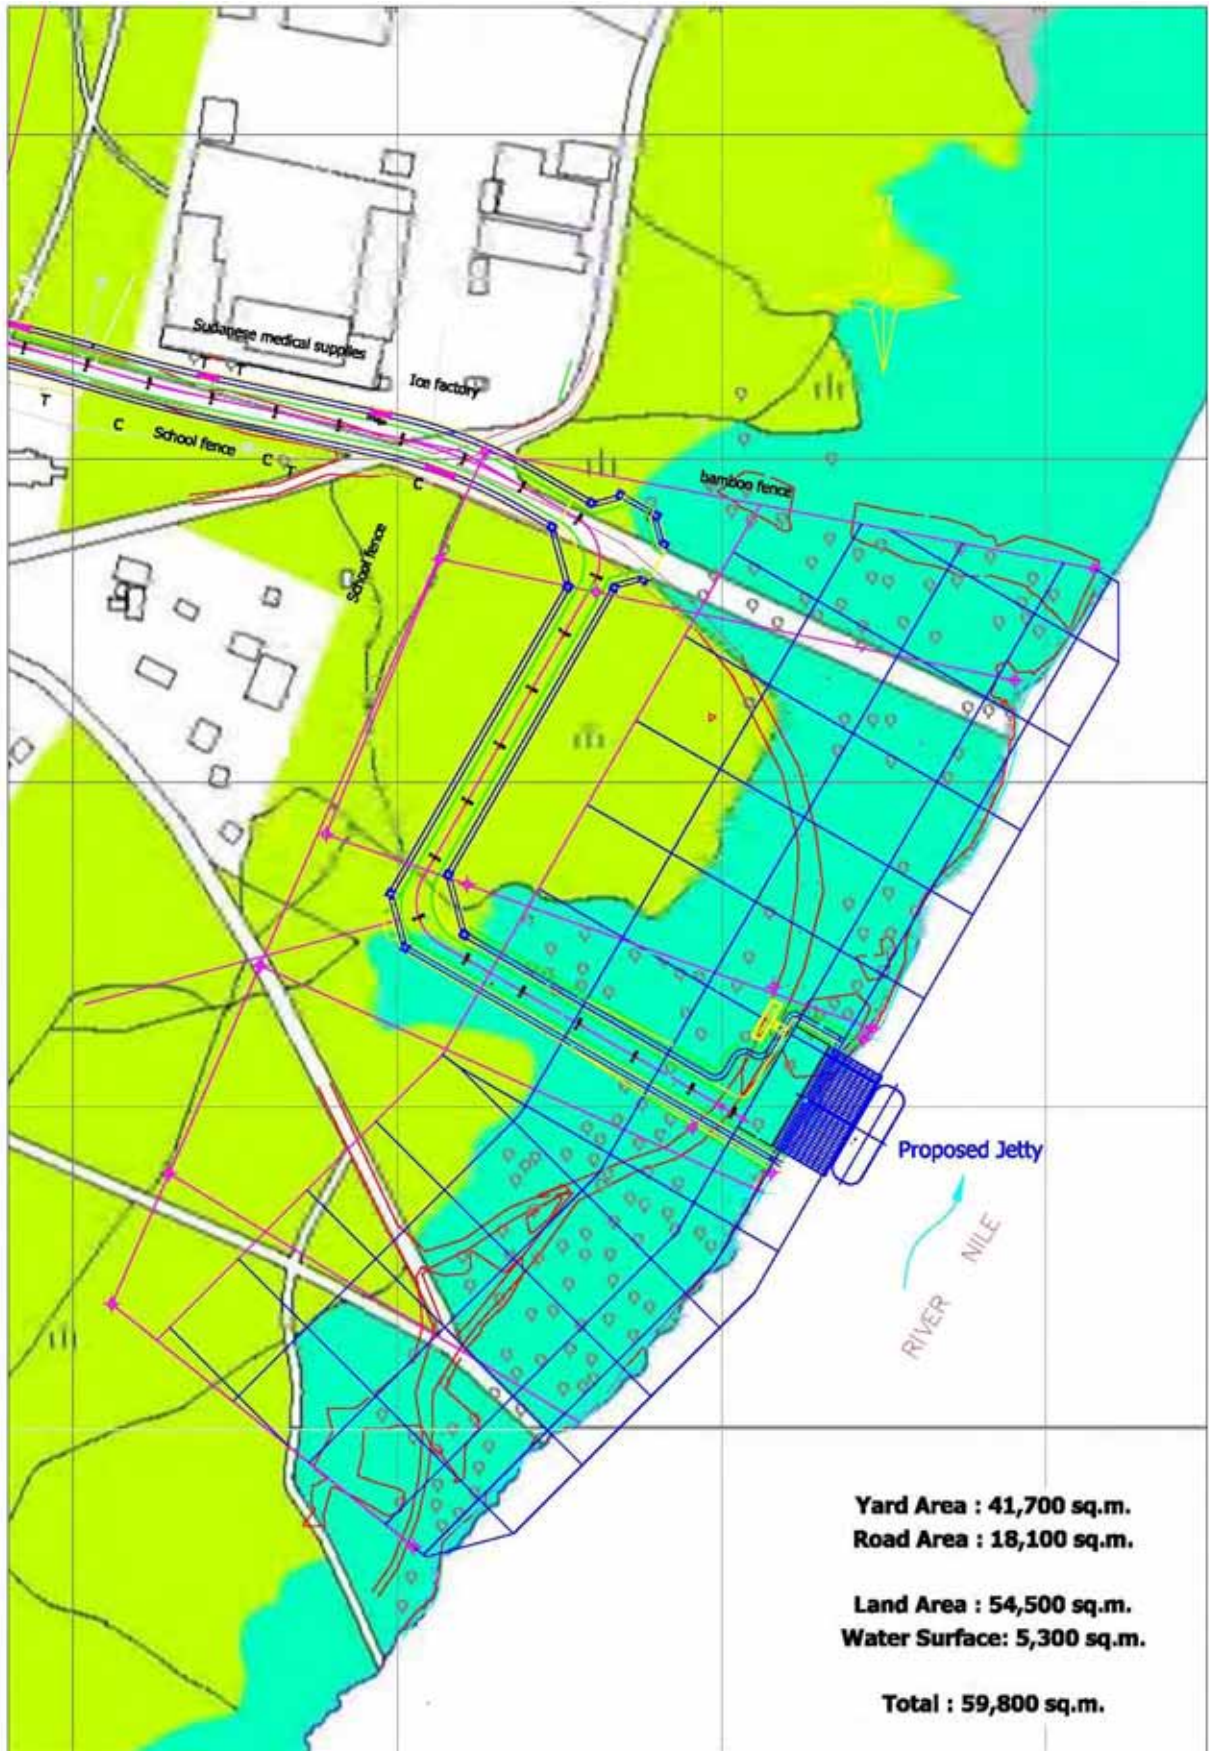 Sudanese medical supplies
T T
Ice factory
T
C
School fence
C
T
C
bamboo fence
School fence
Proposed Jetty
RIVER NILE
Yard Area : 41,700 sq.m.
Road Area : 18,100 sq.m.
Land Area : 54,500 sq.m.
Water Surface: 5,300 sq.m.
Total : 59,800 sq.m.